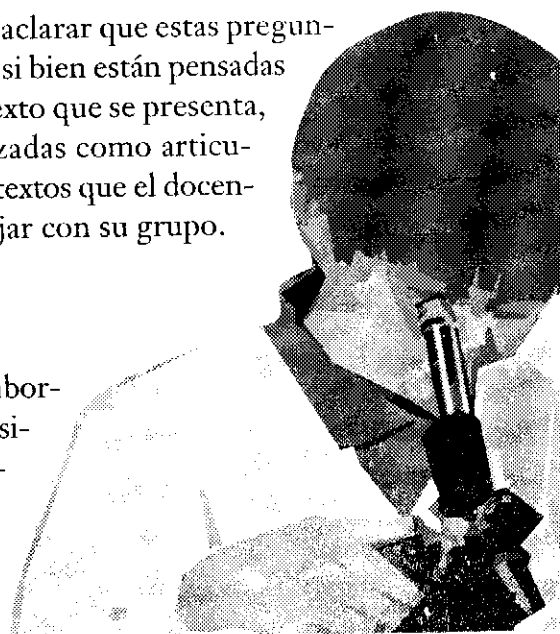 aclarar que estas pregun-
si bien están pensadas
exto que se presenta,
zadas como articu-
textos que el docen-
jar con su grupo.
bor-
si-
-